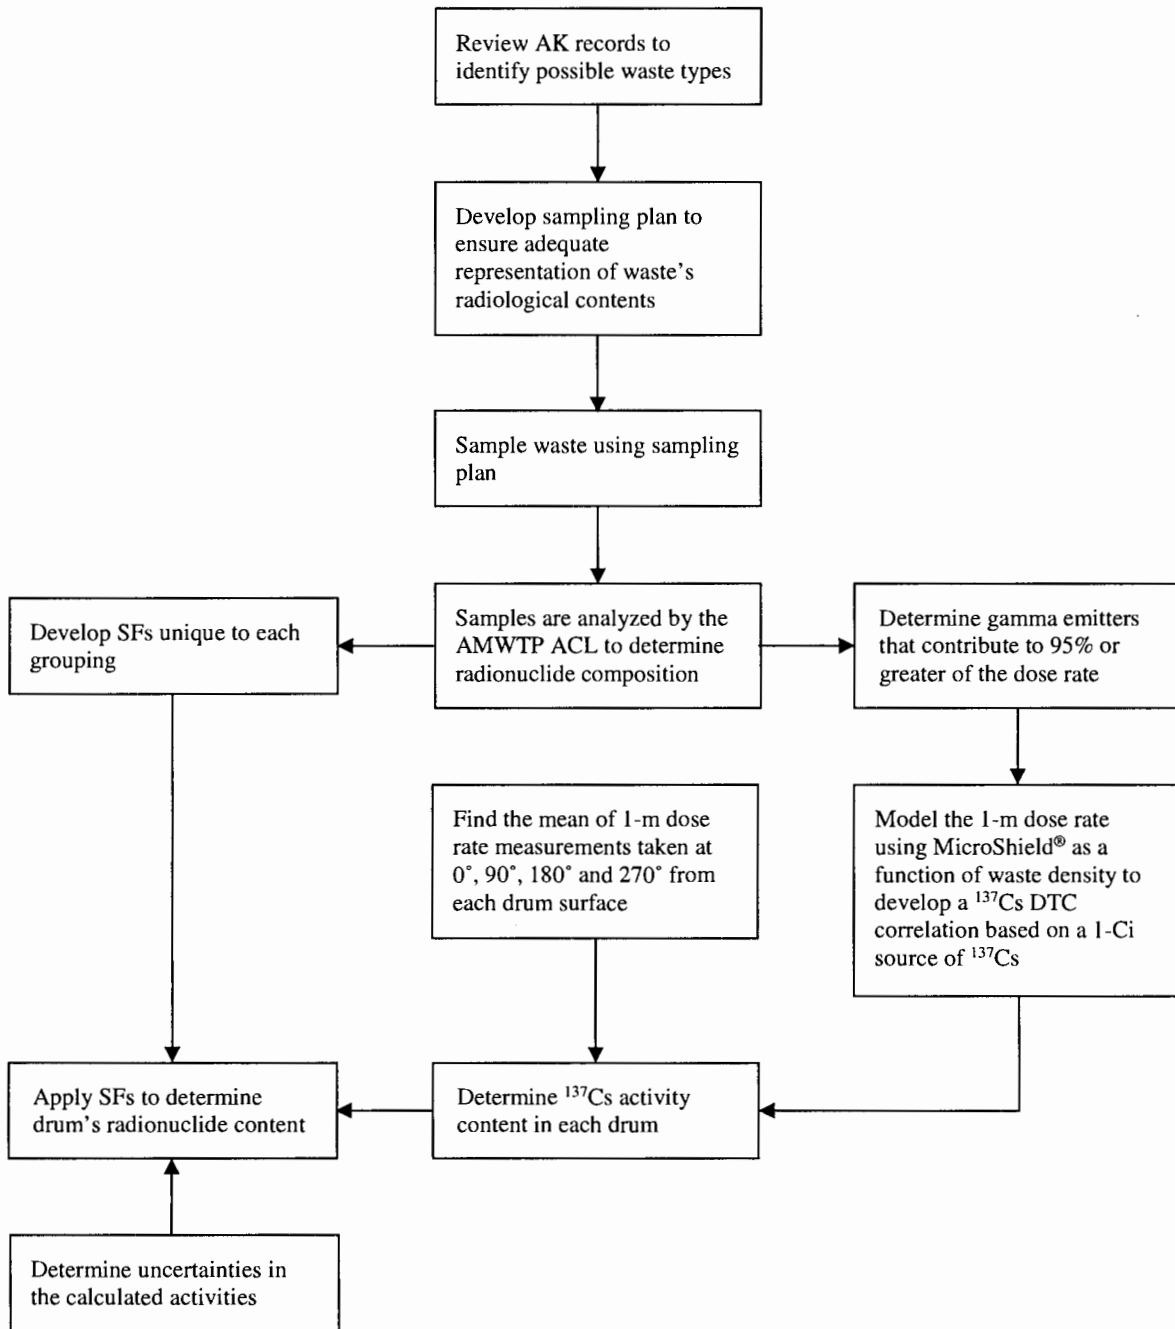 Review AK records to
identify possible waste types
Develop sampling plan to
ensure adequate
representation of waste's
radiological contents
Sample waste using sampling
plan
Develop SFs unique to each
grouping
Samples are analyzed by the
AMWTP ACL to determine
radionuclide composition
Determine gamma emitters
that contribute to 95% or
greater of the dose rate
Find the mean of 1-m dose
rate measurements taken at
0˚, 90˚, 180˚ and 270˚ from
each drum surface
Model the 1-m dose rate
using MicroShield® as a
function of waste density to
develop a ¹³⁷Cs DTC
correlation based on a 1-Ci
source of ¹³⁷Cs
Apply SFs to determine
drum's radionuclide content
Determine ¹³⁷Cs activity
content in each drum
Determine uncertainties in
the calculated activities